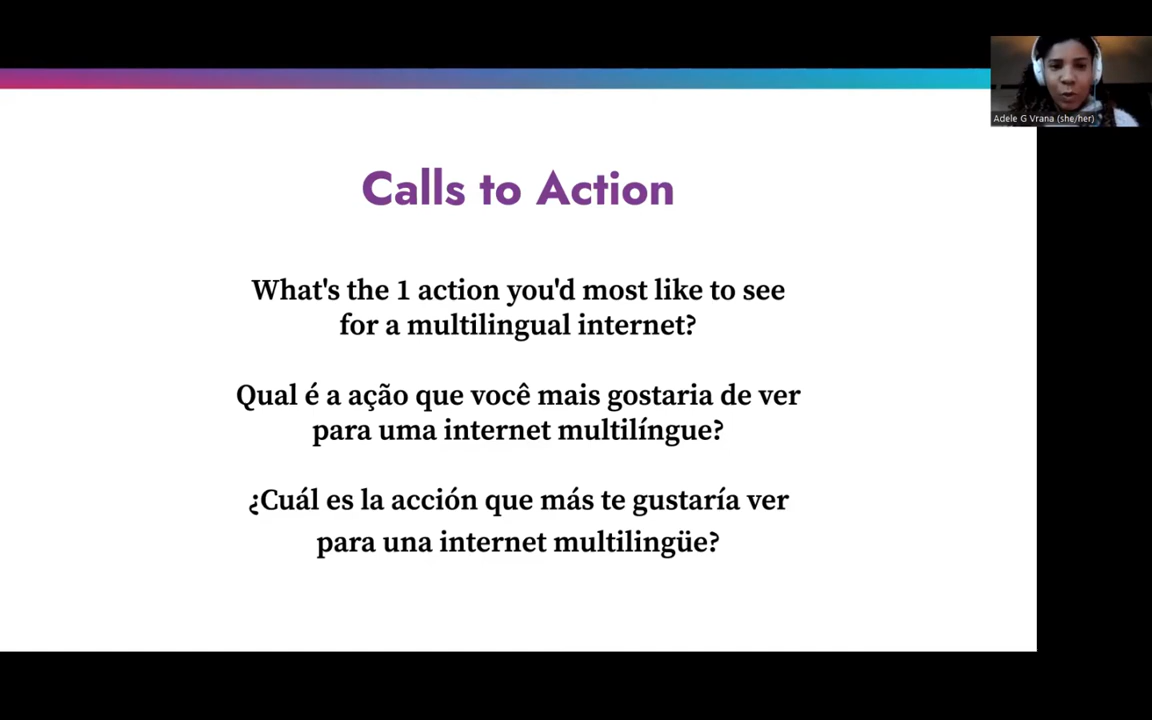 Adele G Vrana (she/her)
Calls to Action
What's the 1 action you'd most like to see
for a multilingual internet?
Qual é a ação que você mais gostaria de ver
para uma internet multilíngue?
¿Cuál es la acción que más te gustaría ver
para una internet multilingüe?